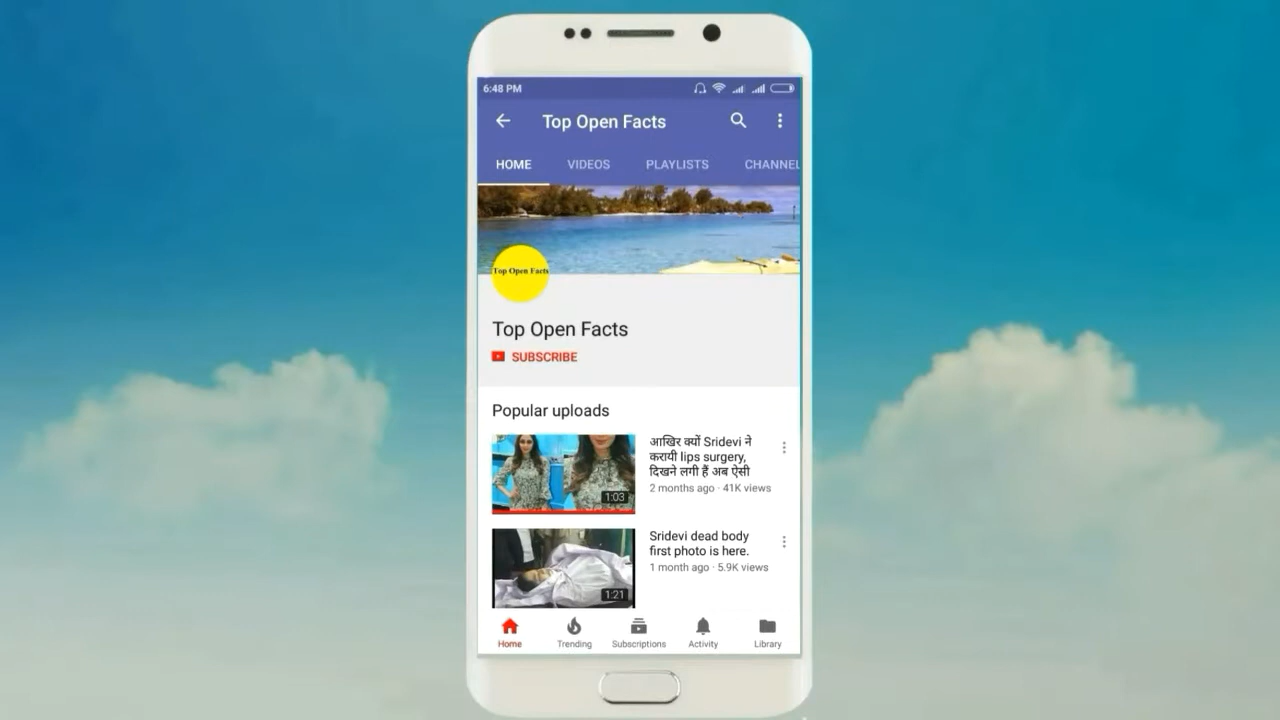 6:48 PM
Top Open Facts
HOME VIDEOS PLAYLISTS CHANNEL
Top Open Facts
Top Open Facts
SUBSCRIBE
Popular uploads
आखिर क्यों Sridevi ने
करायी lips surgery,
दिखने लगी हैं अब ऐसी
2 months ago · 41K views
1:03
Sridevi dead body
first photo is here.
1 month ago · 5.9K views
1:21
Home Trending Subscriptions Activity Library